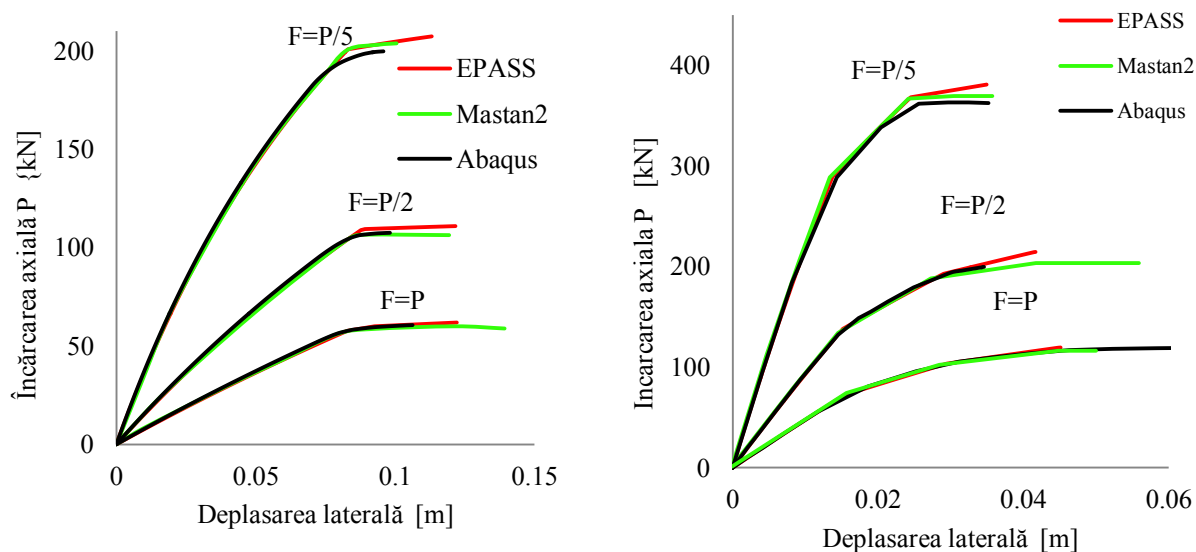 F=P/5
200
EPASS
Mastan2
150
Abaqus
F=P/2
100
F=P
50
0
0
0.05
0.1
0.15
Încărcarea axială P {kN]
Deplasarea laterală [m]
EPASS
400
F=P/5
Mastan2
Abaqus
300
F=P/2
200
F=P
100
0
0
0.02
0.04
0.06
Incarcarea axiala P [kN]
Deplasarea laterală [m]